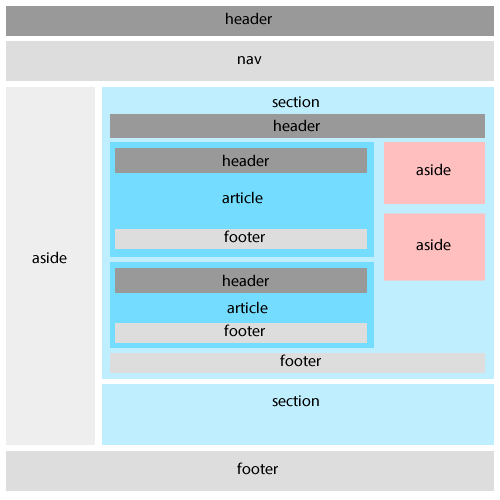 header
nav
aside
section
header
header
article
footer
aside
aside
header
article
footer
footer
section
footer